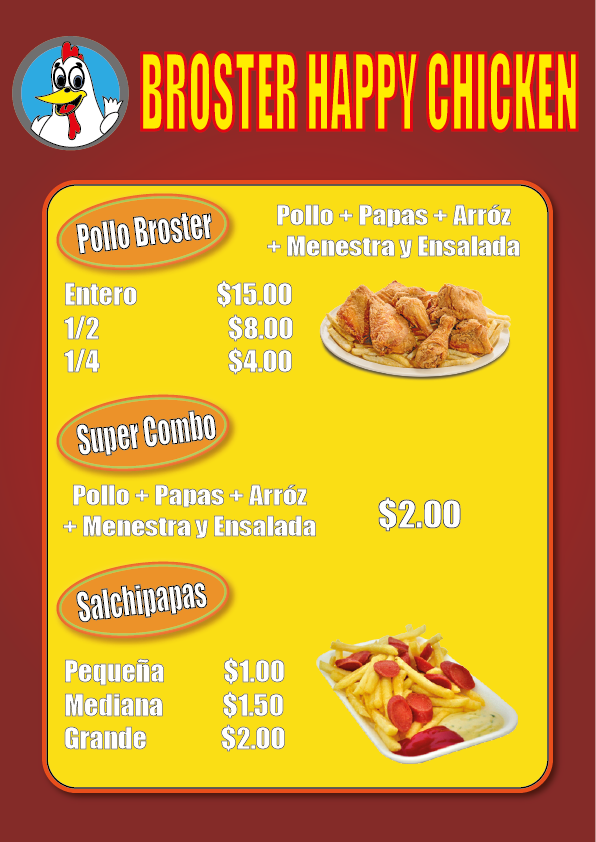 BROSTER HAPPY CHICKEN
Pollo Broster
Pollo + Papas + Arróz
+ Menestra y Ensalada
Entero $15.00
1/2 $8.00
1/4 $4.00
Super Combo
Pollo + Papas + Arróz
+ Menestra y Ensalada
$2.00
Salchipapas
Pequeña $1.00
Mediana $1.50
Grande $2.00